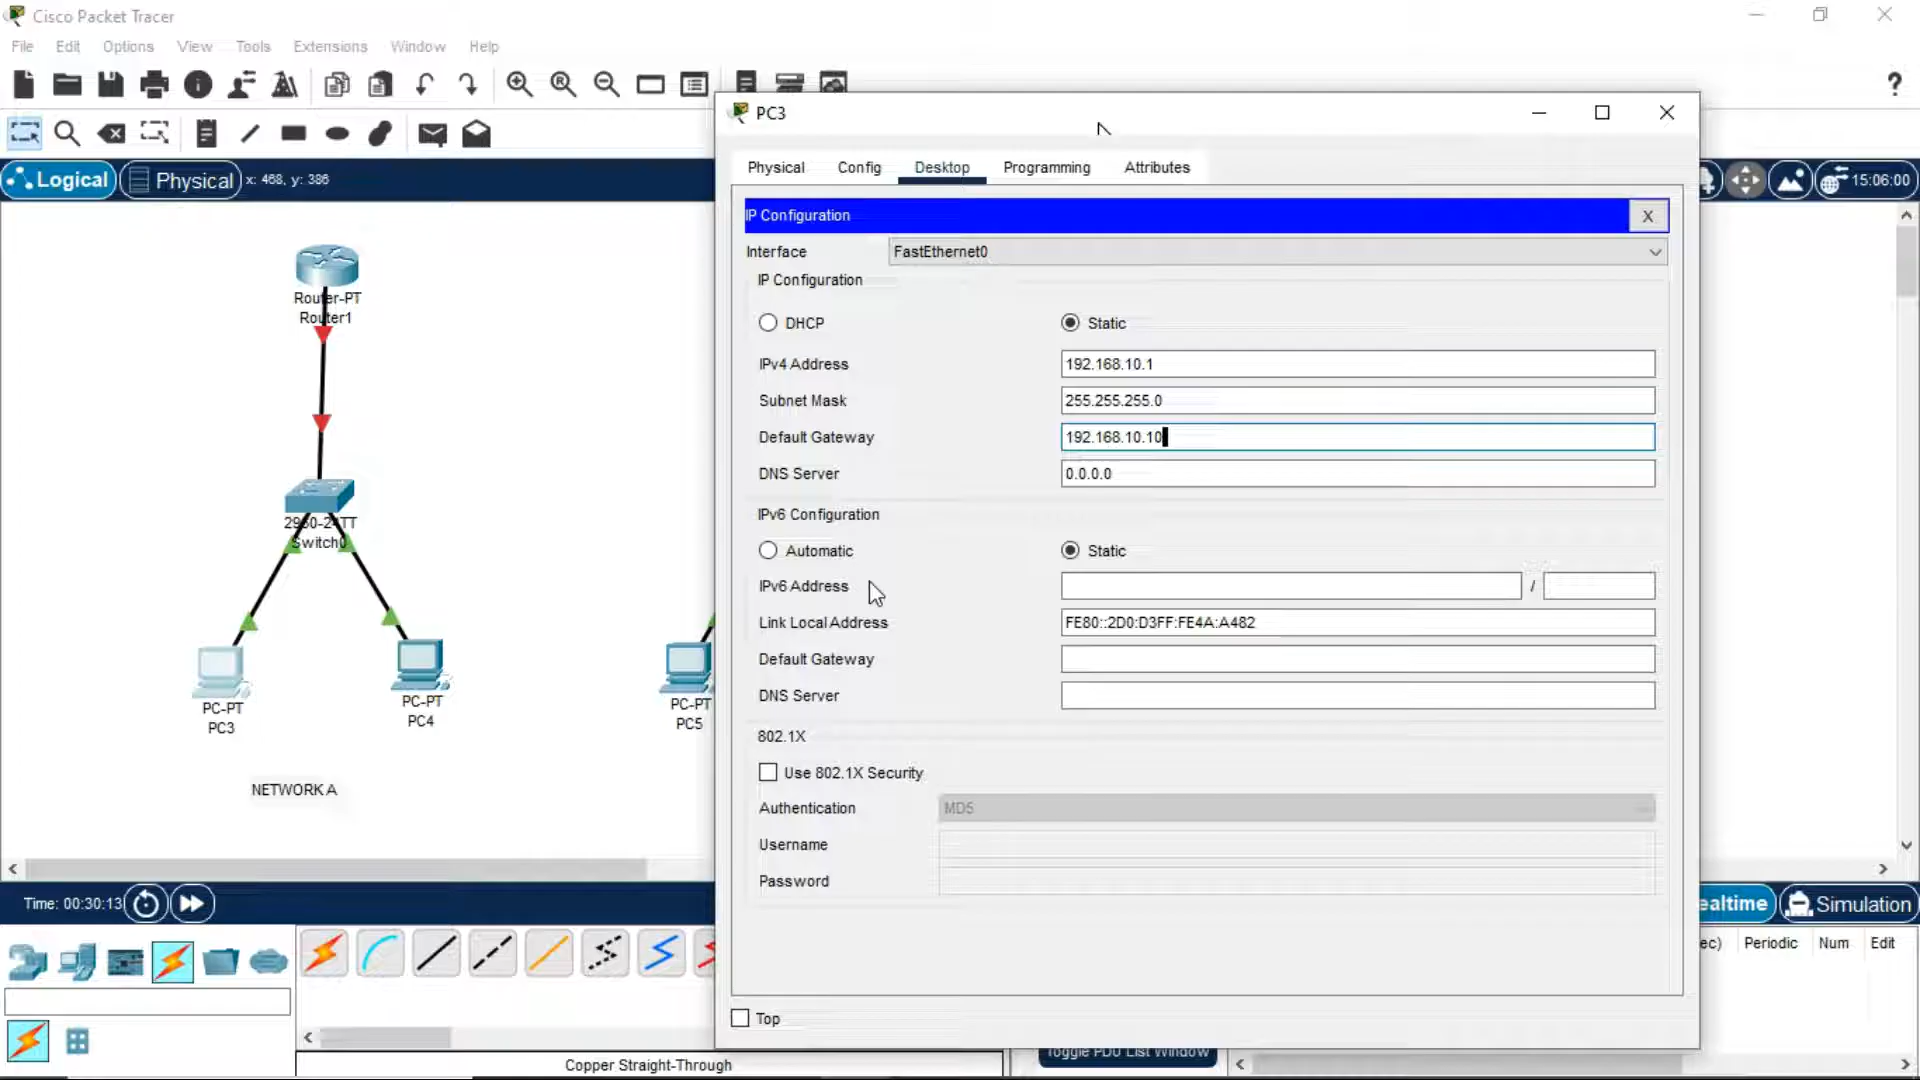 Cisco Packet Tracer
File Edit Options View Tools Extensions Window Help
?
Logical Physical x: 468, y: 386
15:06:00
Router-PT
Router1
2950-24TT
Switch0
PC-PT
PC3
PC-PT
PC4
PC-PT
PC5
NETWORK A
PC3
Physical Config Desktop Programming Attributes
IP Configuration X
Interface FastEthernet0
IP Configuration
DHCP Static
IPv4 Address 192.168.10.1
Subnet Mask 255.255.255.0
Default Gateway 192.168.10.10
DNS Server 0.0.0.0
IPv6 Configuration
Automatic Static
IPv6 Address /
Link Local Address FE80::2D0:D3FF:FE4A:A482
Default Gateway
DNS Server
802.1X
Use 802.1X Security
Authentication MD5
Username
Password
Top
Time: 00:30:13
ealtime Simulation
ec) Periodic Num Edit
Copper Straight-Through
Toggle PDU List Window